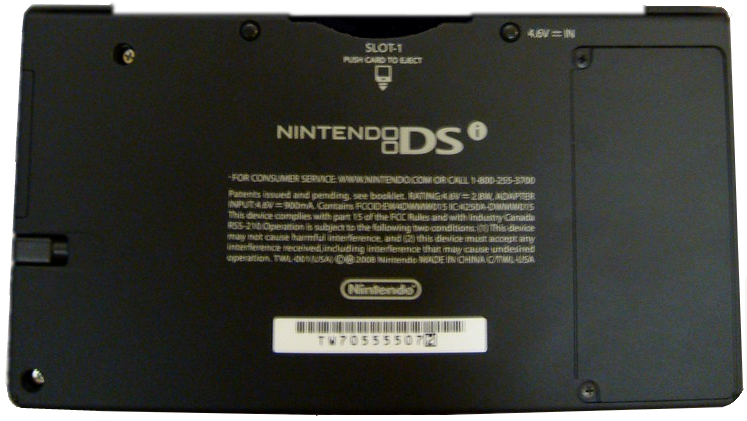 SLOT-1
PUSH CARD TO EJECT
4.6V⎓IN
NINTENDO DSi
FOR CONSUMER SERVICE: WWW.NINTENDO.COM OR CALL 1-800-255-3700
Patents issued and pending, see booklet. RATING:4.6V⎓2.8W, ADAPTER
INPUT:4.6V⎓900mA. Contains FCCID:EW4DWMW015 IC:4250A-DWMW015
This device complies with part 15 of the FCC Rules and with Industry Canada
RSS-210.Operation is subject to the following two conditions: (1) This device
may not cause harmful interference, and (2) this device must accept any
interference received,including interference that may cause undesired
operation. TWL-001(USA) 2008 Nintendo MADE IN CHINA C/TWL-USA
Nintendo
TW705555072